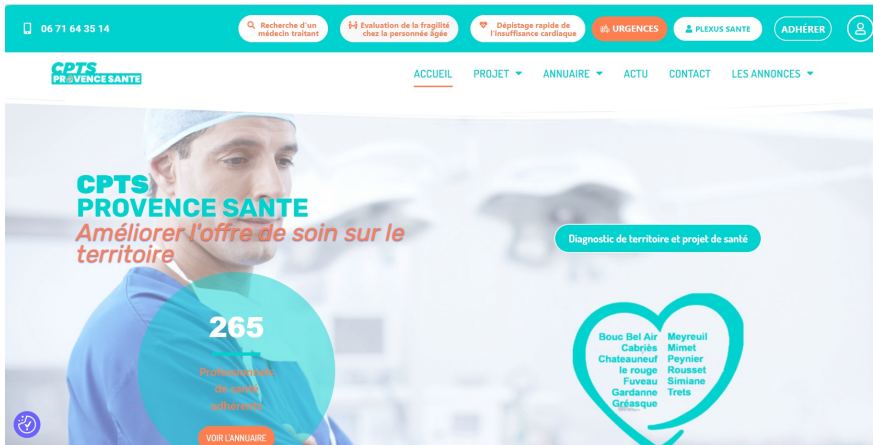 06 71 64 35 14
Recherche d'un
médecin traitant
Evaluation de la fragilité
chez la personnée âgée
Dépistage rapide de
l'insuffisance cardiaque
URGENCES
PLEXUS SANTE
ADHÉRER
CPTS
PROVENCE SANTE
ACCUEIL
PROJET
ANNUAIRE
ACTU
CONTACT
LES ANNONCES
CPTS
PROVENCE SANTE
Améliorer l'offre de soin sur le
territoire
Diagnostic de territoire et projet de santé
265
Professionnels
de santé
adhérents
VOIR L'ANNUAIRE
Bouc Bel Air Meyreuil
Cabriès Mimet
Chateauneuf Peynier
le rouge Rousset
Fuveau Simiane
Gardanne Trets
Gréasque